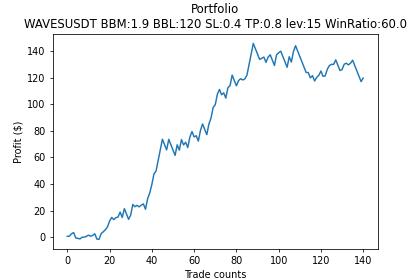 Portfolio
WAVESUSDT BBM:1.9 BBL:120 SL:0.4 TP:0.8 lev:15 WinRatio:60.0
140
120
100
80
60
40
20
0
Profit ($)
0 20 40 60 80 100 120 140
Trade counts